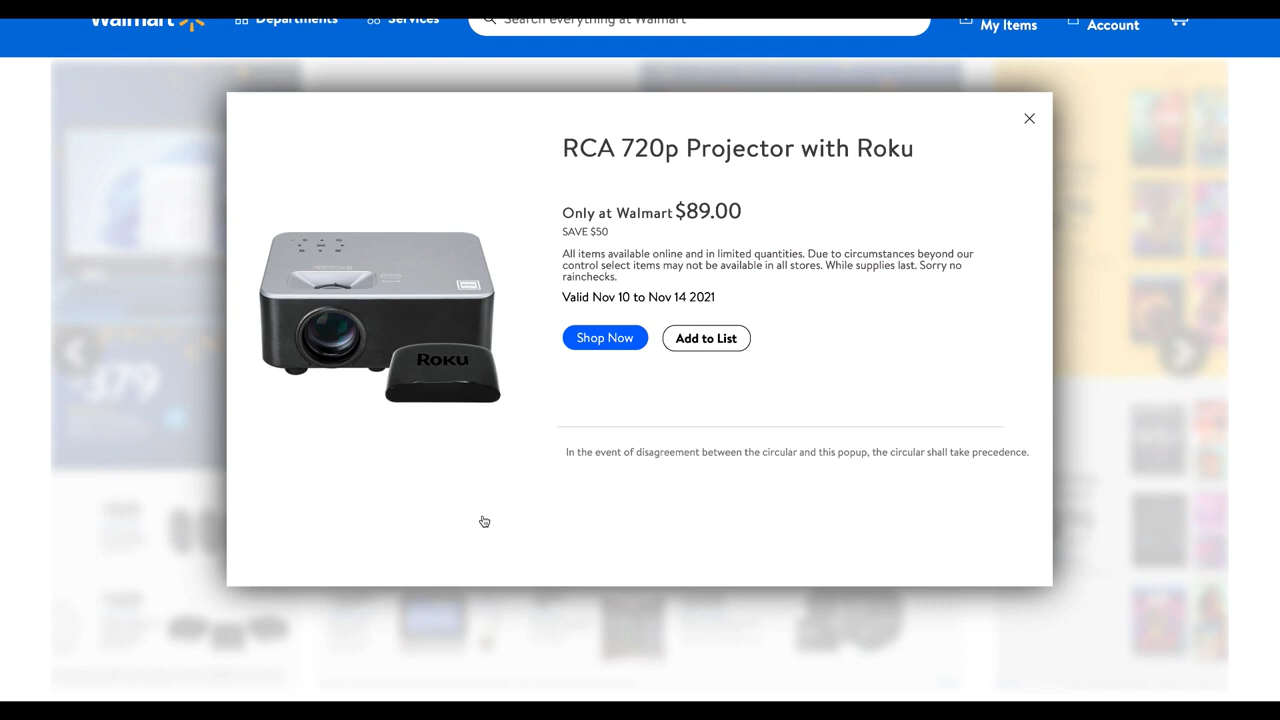 Walmart
Departments
Services
Search everything at Walmart
My Items
Account
RCA 720p Projector with Roku
Only at Walmart $89.00
SAVE $50
All items available online and in limited quantities. Due to circumstances beyond our
control select items may not be available in all stores. While supplies last. Sorry no
rainchecks.
Valid Nov 10 to Nov 14 2021
Shop Now
Add to List
Roku
In the event of disagreement between the circular and this popup, the circular shall take precedence.
$79